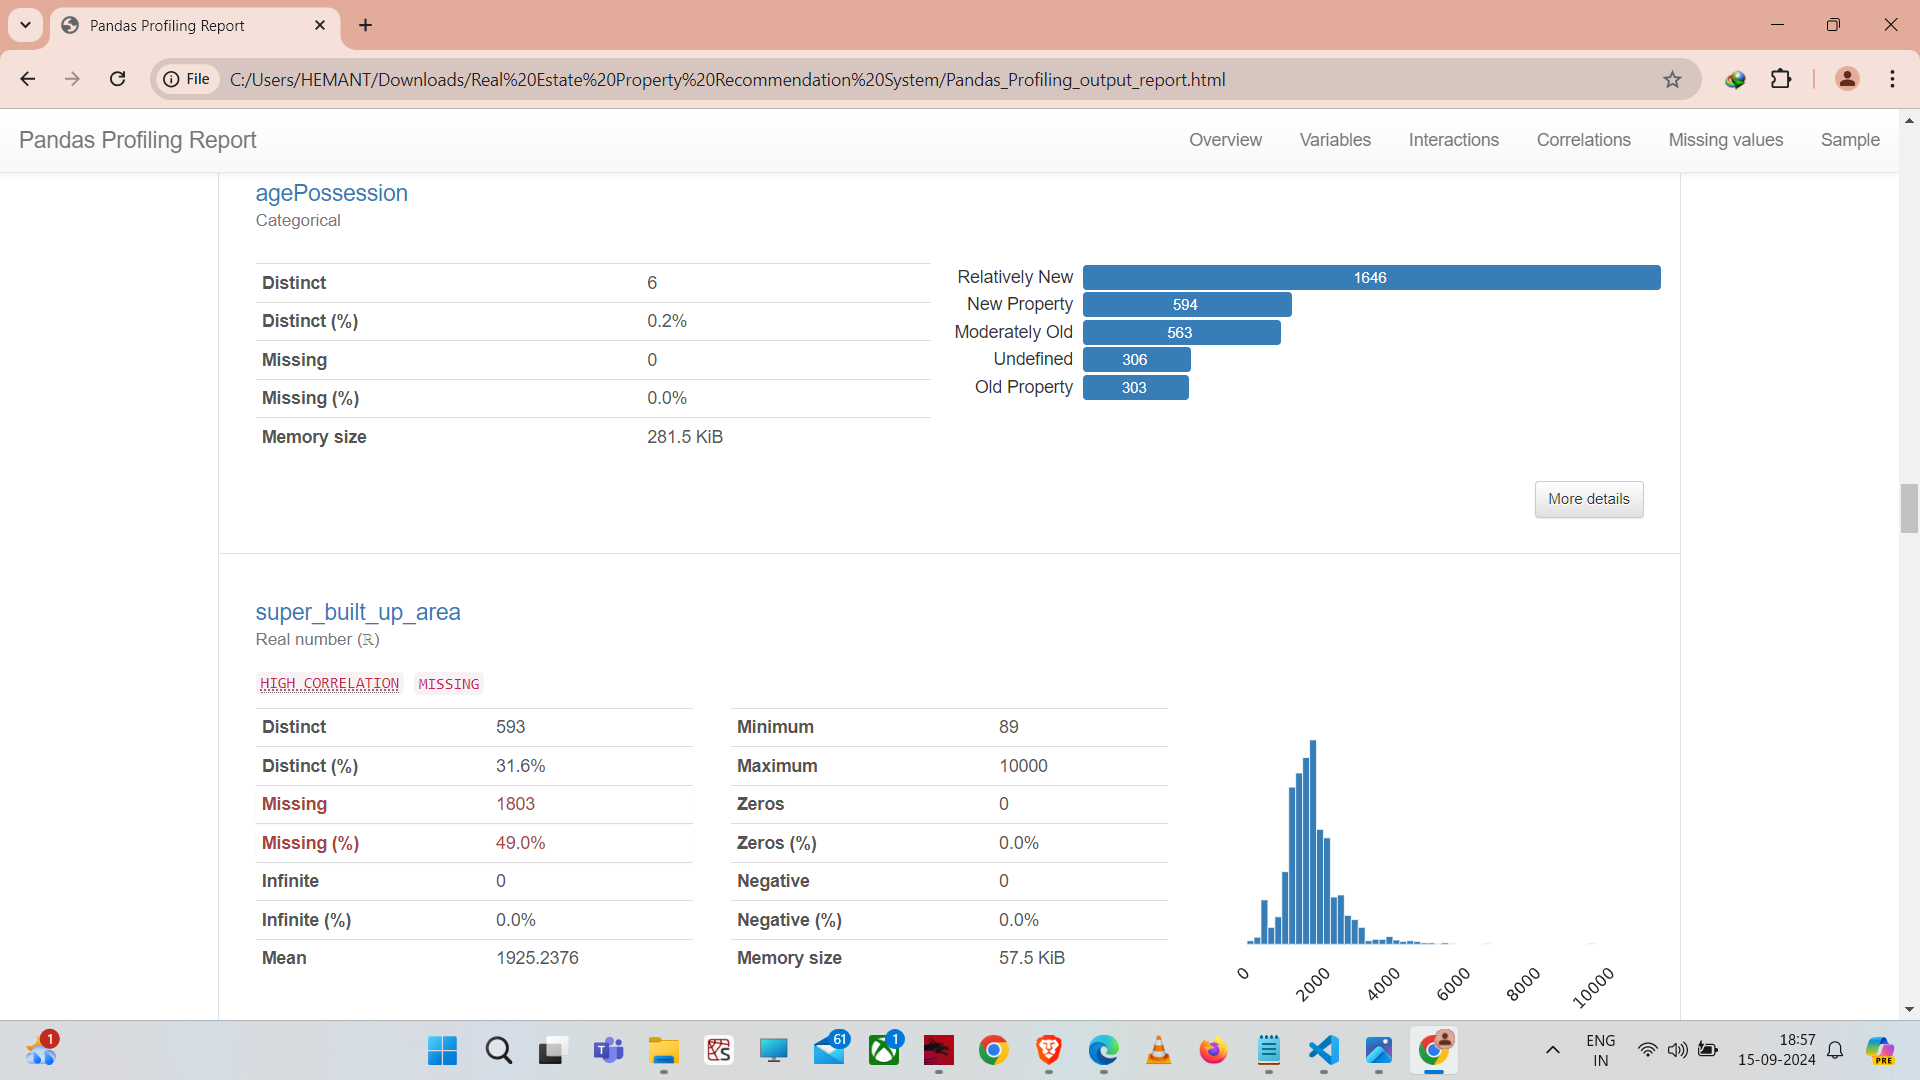 Pandas Profiling Report
File
C:/Users/HEMANT/Downloads/Real%20Estate%20Property%20Recommendation%20System/Pandas_Profiling_output_report.html
Pandas Profiling Report
Overview
Variables
Interactions
Correlations
Missing values
Sample
agePossession
Categorical
Distinct 6
Distinct (%) 0.2%
Missing 0
Missing (%) 0.0%
Memory size 281.5 KiB
Relatively New 1646
New Property 594
Moderately Old 563
Undefined 306
Old Property 303
More details
super_built_up_area
Real number (ℝ)
HIGH CORRELATION MISSING
Distinct 593
Distinct (%) 31.6%
Missing 1803
Missing (%) 49.0%
Infinite 0
Infinite (%) 0.0%
Mean 1925.2376
Minimum 89
Maximum 10000
Zeros 0
Zeros (%) 0.0%
Negative 0
Negative (%) 0.0%
Memory size 57.5 KiB
0 2000 4000 6000 8000 10000
1
61
1
ENG
IN
18:57
15-09-2024
PRE